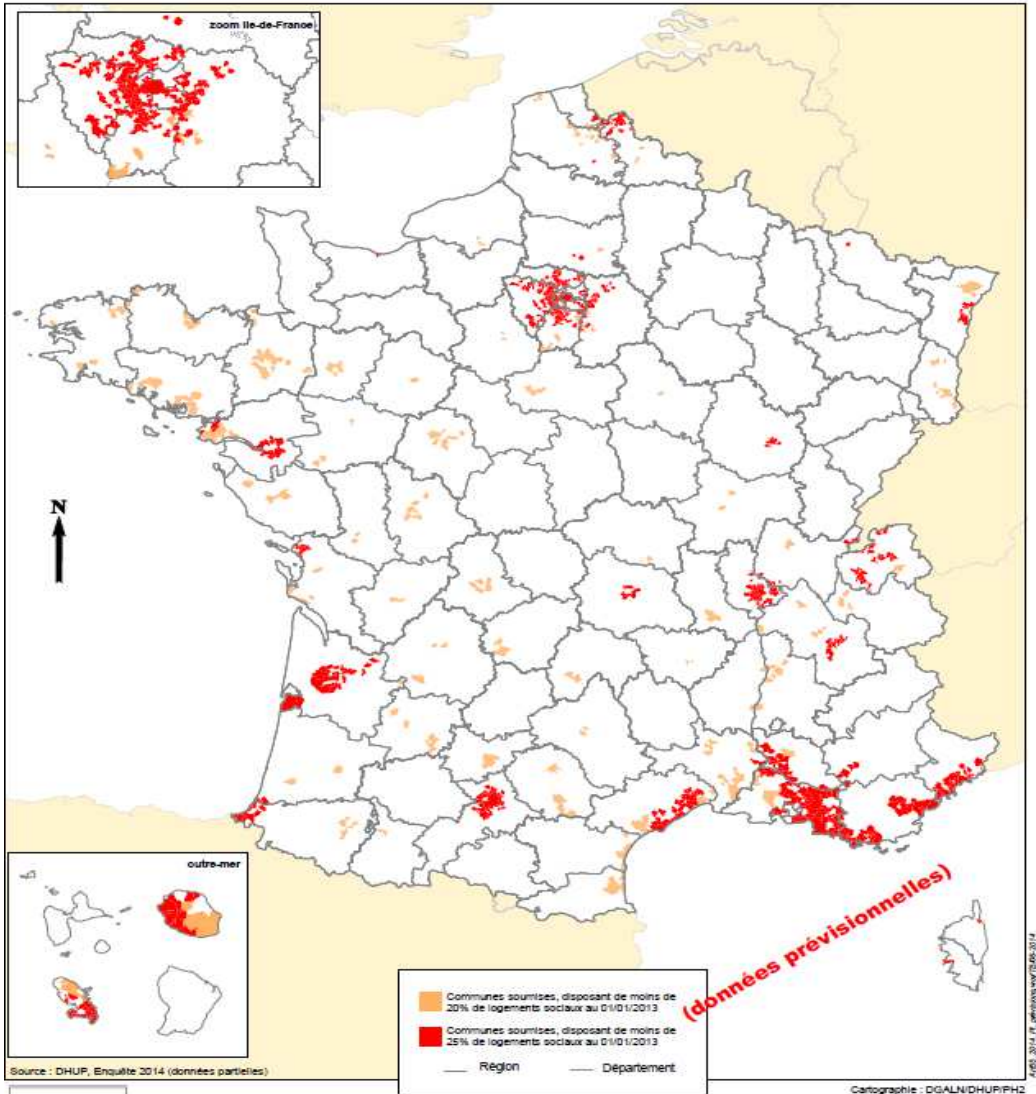 zoom Ile-de-France
N
outre-mer
(données prévisionnelles)
Communes soumises, disposant de moins de
20% de logements sociaux au 01/01/2013
Communes soumises, disposant de moins de
25% de logements sociaux au 01/01/2013
Région
Département
Source : DHUP, Enquête 2014 (données partielles)
Cartographie : DGALN/DHUP/PH2